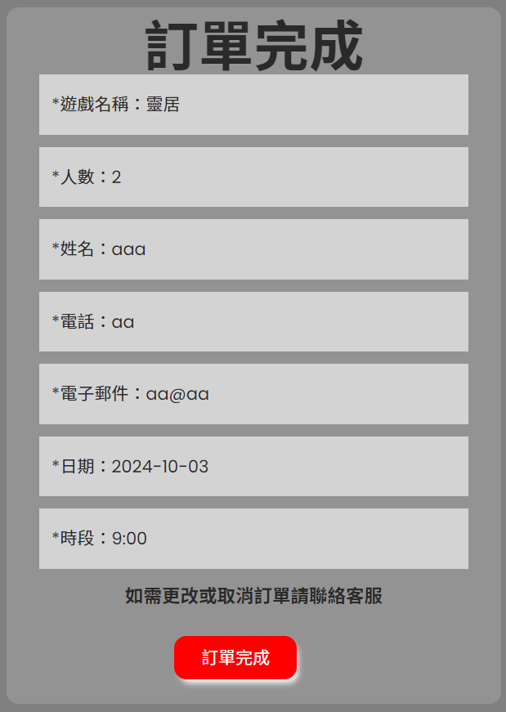 訂單完成
*遊戲名稱：靈居
*人數：2
*姓名：aaa
*電話：aa
*電子郵件：aa@aa
*日期：2024-10-03
*時段：9:00
如需更改或取消訂單請聯絡客服
訂單完成